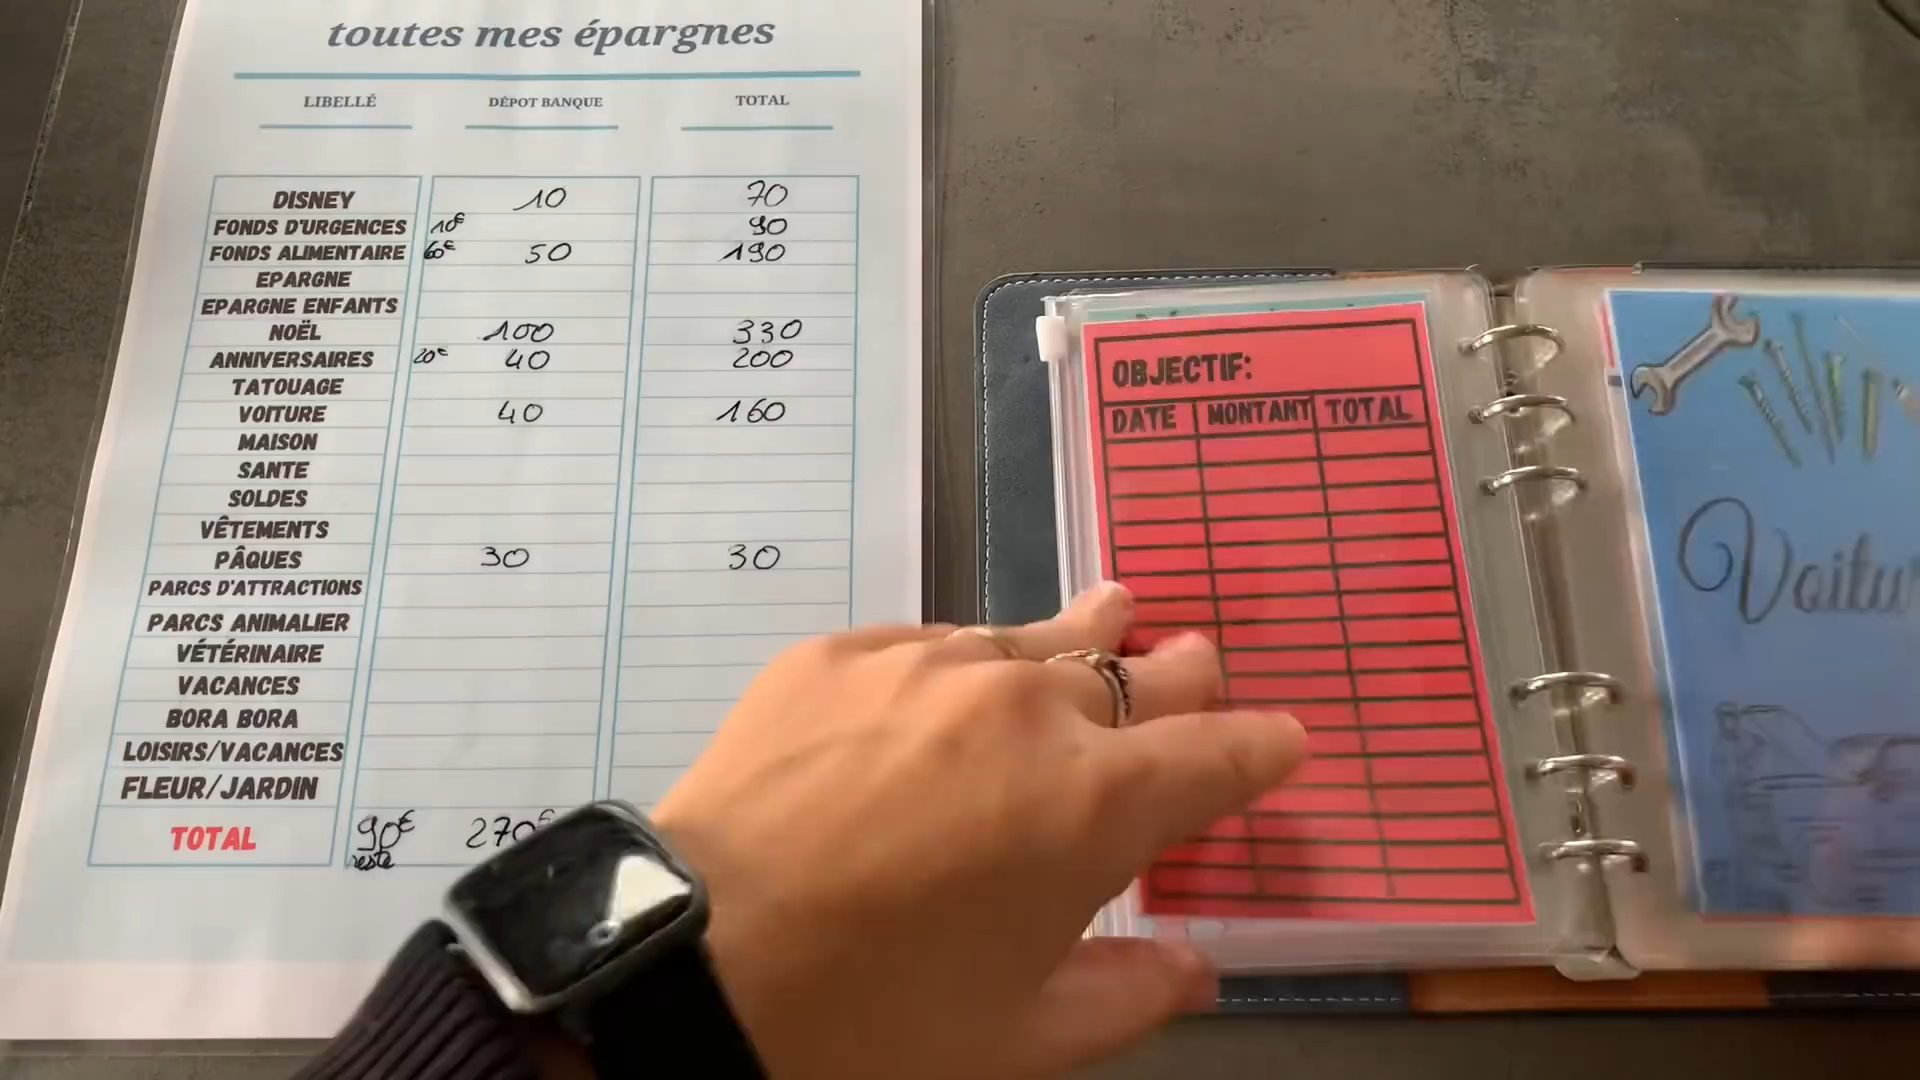 toutes mes épargnes
LIBELLÉ DÉPOT BANQUE TOTAL
DISNEY 10 70
FONDS D'URGENCES 10€ 90
FONDS ALIMENTAIRE 60€ 50 190
EPARGNE
EPARGNE ENFANTS
NOËL 100 330
ANNIVERSAIRES 20€ 40 200
TATOUAGE
VOITURE 40 160
MAISON
SANTE
SOLDES
VÊTEMENTS
PÂQUES 30 30
PARCS D'ATTRACTIONS
PARCS ANIMALIER
VÉTÉRINAIRE
VACANCES
BORA BORA
LOISIRS/VACANCES
FLEUR/JARDIN
TOTAL 90€ 270€
reste
OBJECTIF:
DATE MONTANT TOTAL
Voitu